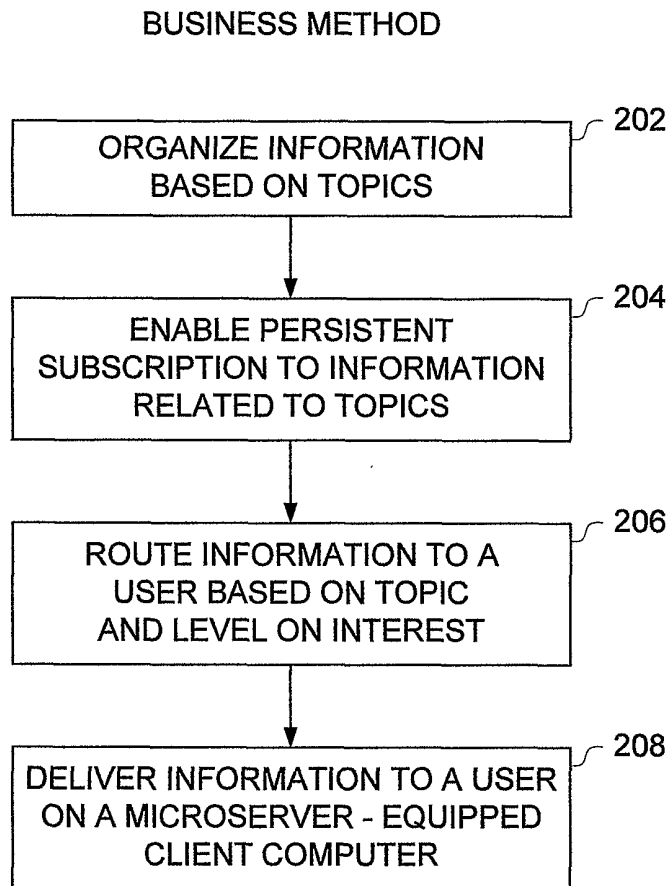 BUSINESS METHOD
202
ORGANIZE INFORMATION
BASED ON TOPICS
204
ENABLE PERSISTENT
SUBSCRIPTION TO INFORMATION
RELATED TO TOPICS
206
ROUTE INFORMATION TO A
USER BASED ON TOPIC
AND LEVEL ON INTEREST
208
DELIVER INFORMATION TO A USER
ON A MICROSERVER - EQUIPPED
CLIENT COMPUTER